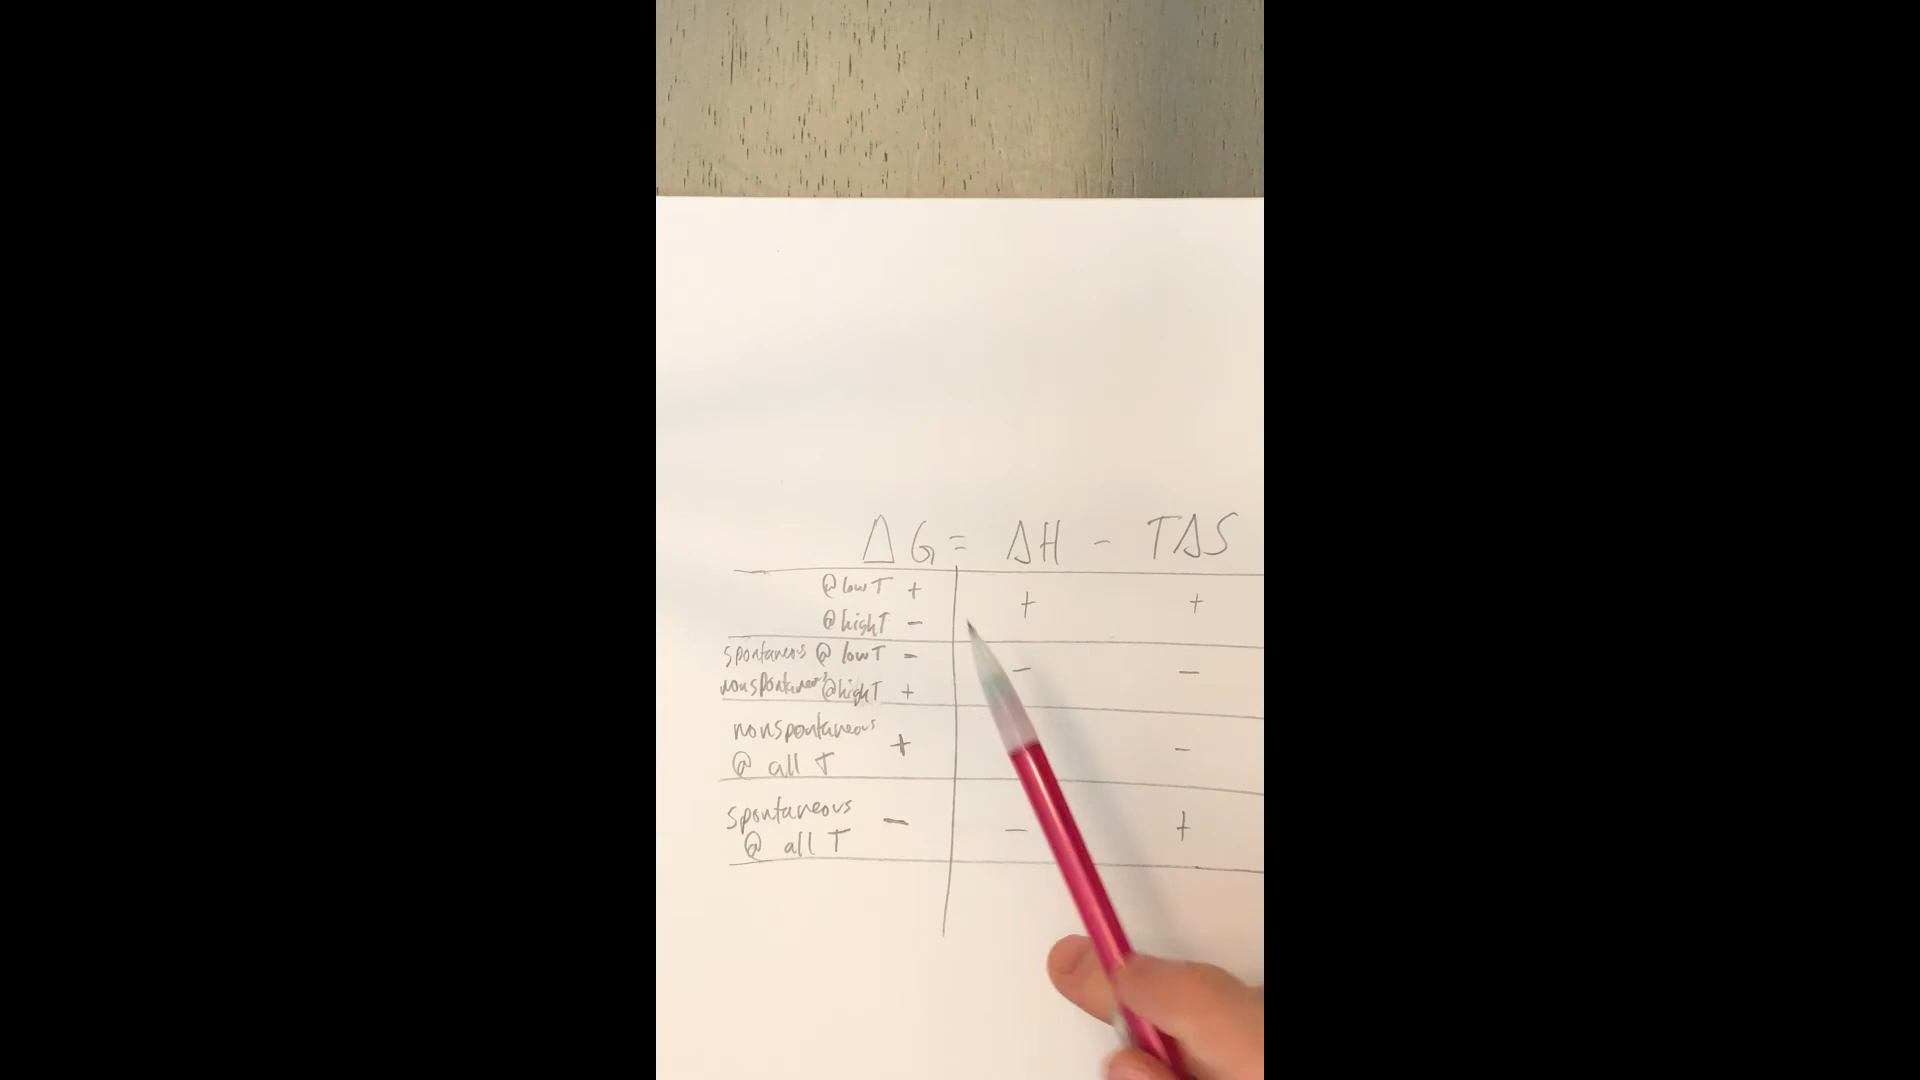 ΔG = ΔH - TΔS
@ low T + + +
@ high T -
spontaneous @ low T - - -
nonspontaneous @ high T +
nonspontaneous + -
@ all T
spontaneous - - +
@ all T